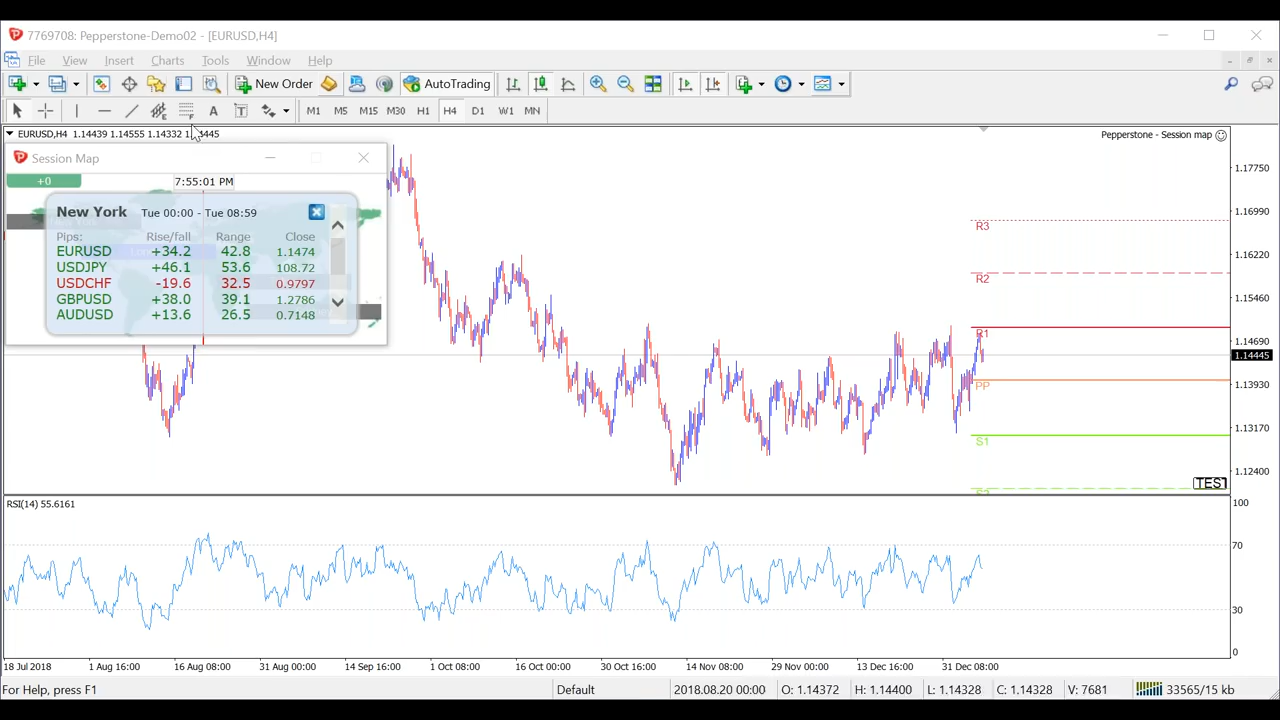 7769708: Pepperstone-Demo02 - [EURUSD,H4]
File View Insert Charts Tools Window Help
New Order AutoTrading
A T M1 M5 M15 M30 H1 H4 D1 W1 MN
EURUSD,H4 1.14439 1.14555 1.14332
Pepperstone - Session map
Session Map
+0
7:55:01 PM
New York Tue 00:00 - Tue 08:59
Pips: Rise/fall Range Close
EURUSD +34.2 42.8 1.1474
USDJPY +46.1 53.6 108.72
USDCHF -19.6 32.5 0.9797
GBPUSD +38.0 39.1 1.2786
AUDUSD +13.6 26.5 0.7148
1.17750
1.16990
R3
1.16220
R2
1.15460
R1
1.14690
1.14445
1.13930
PP
1.13170
S1
1.12400
TEST
S2
RSI(14) 55.6161
100
70
30
0
18 Jul 2018 1 Aug 16:00 16 Aug 08:00 31 Aug 00:00 14 Sep 16:00 1 Oct 08:00 16 Oct 00:00 30 Oct 16:00 14 Nov 08:00 29 Nov 00:00 13 Dec 16:00 31 Dec 08:00
For Help, press F1 Default 2018.08.20 00:00 O: 1.14372 H: 1.14400 L: 1.14328 C: 1.14328 V: 7681 33565/15 kb